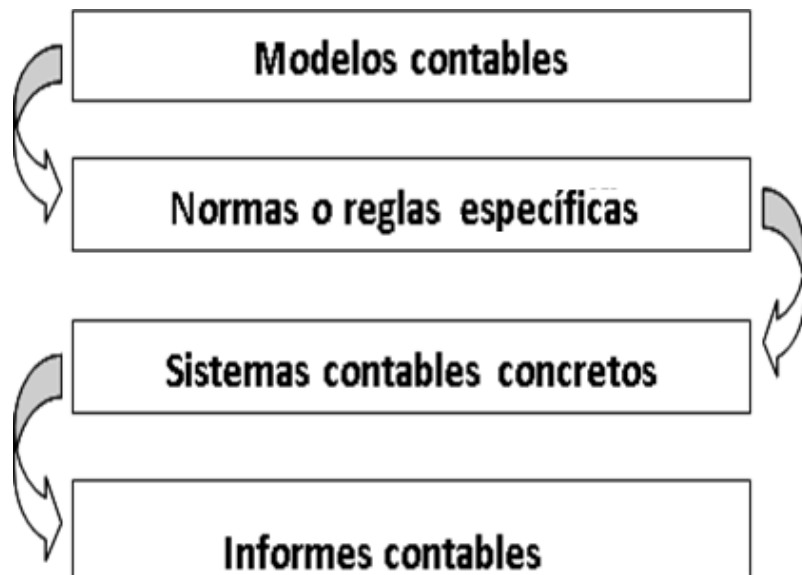 Modelos contables
Normas o reglas específicas
Sistemas contables concretos
Informes contables